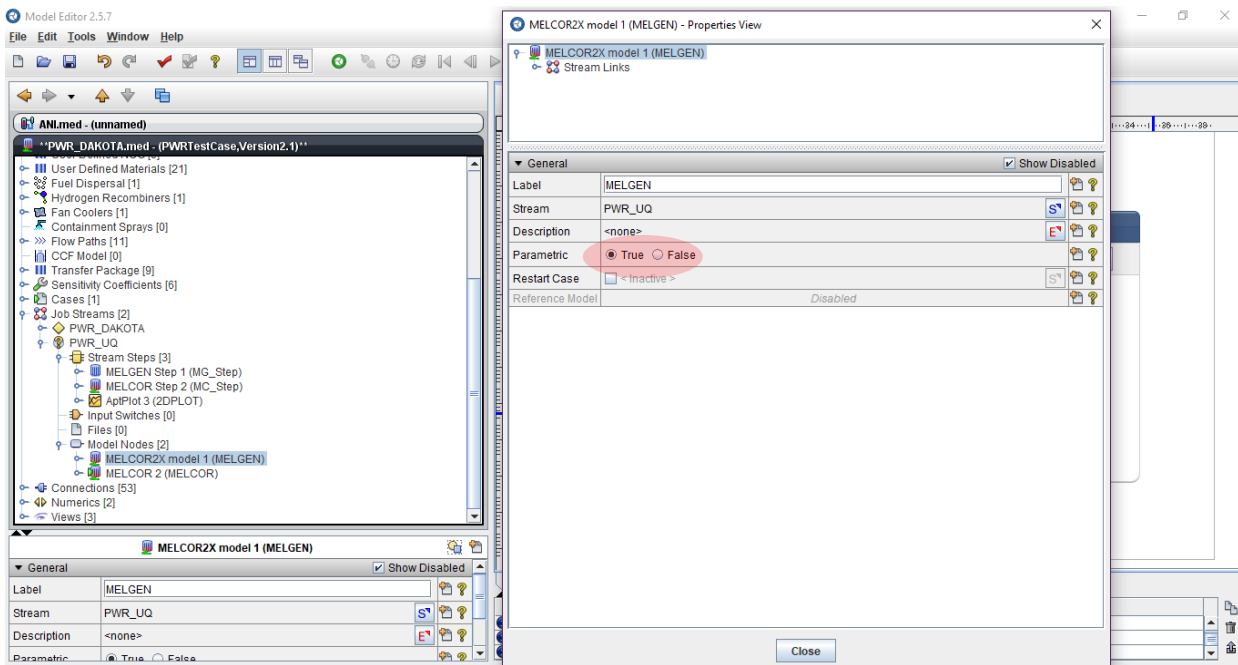 Model Editor 2.5.7
File Edit Tools Window Help
ANI.med - (unnamed)
**PWR_DAKOTA.med - (PWRTestCase,Version2.1)**
User Defined Materials [21]
Fuel Dispersal [1]
Hydrogen Recombiners [1]
Fan Coolers [1]
Containment Sprays [0]
Flow Paths [11]
CCF Model [0]
Transfer Package [9]
Sensitivity Coefficients [6]
Cases [1]
Job Streams [2]
PWR_DAKOTA
PWR_UQ
Stream Steps [3]
MELGEN Step 1 (MG_Step)
MELCOR Step 2 (MC_Step)
AptPlot 3 (2DPLOT)
Input Switches [0]
Files [0]
Model Nodes [2]
MELCOR2X model 1 (MELGEN)
MELCOR 2 (MELCOR)
Connections [53]
Numerics [2]
Views [3]
MELCOR2X model 1 (MELGEN)
General Show Disabled
Label MELGEN
Stream PWR_UQ S
Description <none> E
Parametric True False
MELCOR2X model 1 (MELGEN) - Properties View
MELCOR2X model 1 (MELGEN)
Stream Links
General Show Disabled
Label MELGEN
Stream PWR_UQ S
Description <none> E
Parametric True False
Restart Case < Inactive > S
Reference Model Disabled
Close